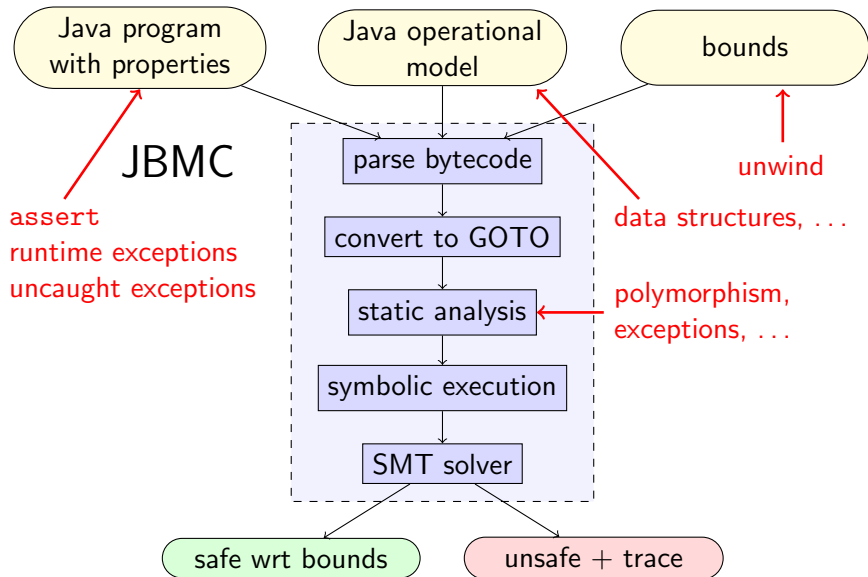 Java program
with properties
Java operational
model
bounds
JBMC
parse bytecode
unwind
assert
runtime exceptions
uncaught exceptions
convert to GOTO
data structures, ...
static analysis
polymorphism,
exceptions, ...
symbolic execution
SMT solver
safe wrt bounds
unsafe + trace